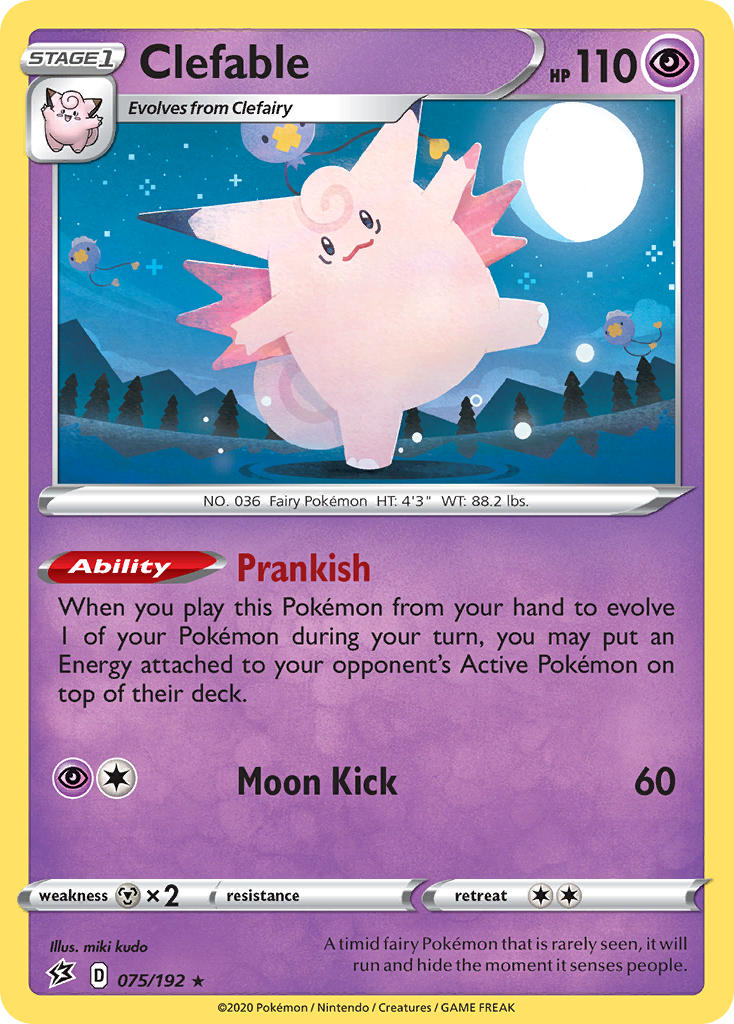 STAGE1
Clefable
HP 110
Evolves from Clefairy
NO. 036 Fairy Pokémon HT: 4'3" WT: 88.2 lbs.
Ability Prankish
When you play this Pokémon from your hand to evolve
1 of your Pokémon during your turn, you may put an
Energy attached to your opponent's Active Pokémon on
top of their deck.
Moon Kick 60
weakness ×2 resistance retreat
Illus. miki kudo
D 075/192 ★
A timid fairy Pokémon that is rarely seen, it will
run and hide the moment it senses people.
©2020 Pokémon / Nintendo / Creatures / GAME FREAK